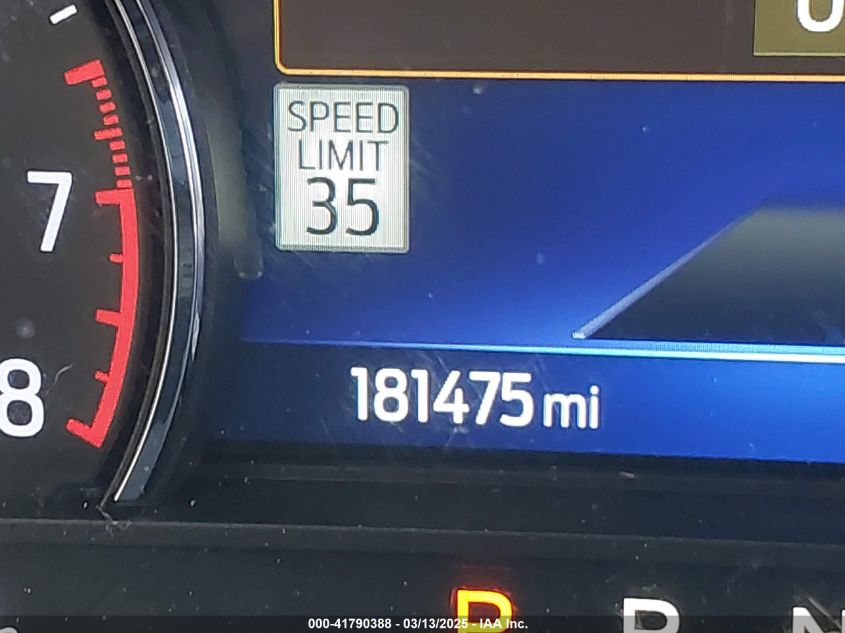 SPEED
LIMIT
35
7
8
181475 mi
P R N
000-41790388 - 03/13/2025 - IAA Inc.